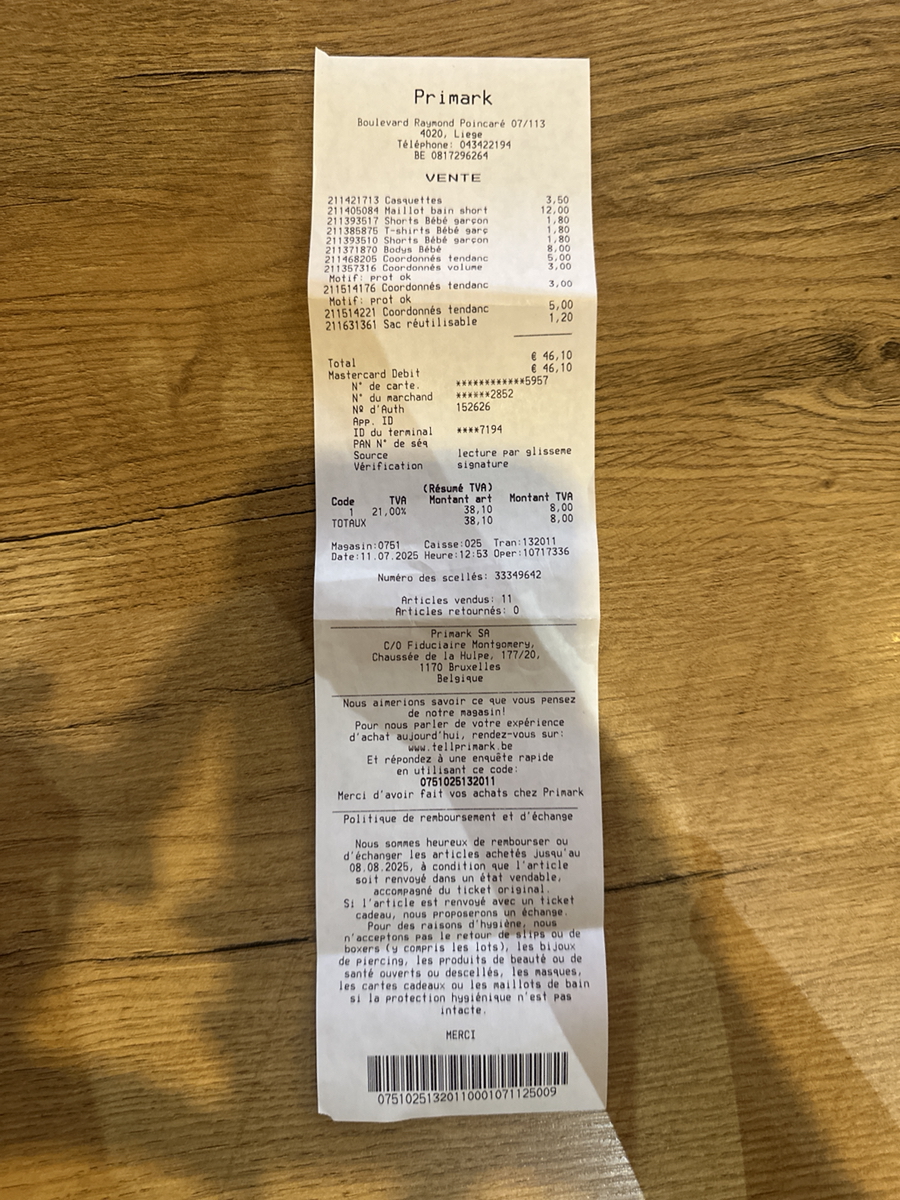 Primark
Boulevard Raymond Poincaré 07/113
4020, Liege
Téléphone: 043422194
BE 0817296264
VENTE
211421713 Casquettes 3,50
211405084 Maillot bain short 12,00
211393517 Shorts Bébé garçon 1,80
211385875 T-shirts Bébé garc 1,80
211393510 Shorts Bébé garçon 1,80
211371870 Bodys Bébé 8,00
211468205 Coordonnés tendanc 5,00
211357316 Coordonnés volume 3,00
Motif: prot ok
211514176 Coordonnés tendanc 3,00
Motif: prot ok
211514221 Coordonnés tendanc 5,00
211631361 Sac réutilisable 1,20
Total € 46,10
Mastercard Debit € 46,10
N° de carte. ************5957
N° du marchand ******2852
Nº d'Auth 152626
App. ID
ID du terminal ****7194
PAN N° de séq
Source lecture par glisseme
Vérification signature
(Résumé TVA)
Code TVA Montant art Montant TVA
1 21,00% 38,10 8,00
TOTAUX 38,10 8,00
Magasin:0751 Caisse:025 Tran:132011
Date:11.07.2025 Heure:12:53 Oper:10717336
Numéro des scellés: 33349642
Articles vendus: 11
Articles retournés: 0
Primark SA
C/O Fiduciaire Montgomery,
Chaussée de la Hulpe, 177/20,
1170 Bruxelles
Belgique
Nous aimerions savoir ce que vous pensez
de notre magasin!
Pour nous parler de votre expérience
d'achat aujourd'hui, rendez-vous sur:
www.tellprimark.be
Et répondez à une enquête rapide
en utilisant ce code:
0751025132011
Merci d'avoir fait vos achats chez Primark
Politique de remboursement et d'échange
Nous sommes heureux de rembourser ou
d'échanger les articles achetés jusqu'au
08.08.2025, à condition que l'article
soit renvoyé dans un état vendable,
accompagné du ticket original.
Si l'article est renvoyé avec un ticket
cadeau, nous proposerons un échange.
Pour des raisons d'hygiène, nous
n'acceptons pas le retour de slips ou de
boxers (y compris les lots), les bijoux
de piercing, les produits de beauté ou de
santé ouverts ou descellés, les masques,
les cartes cadeaux ou les maillots de bain
si la protection hygiénique n'est pas
intacte.
MERCI
07510251320110001071125009